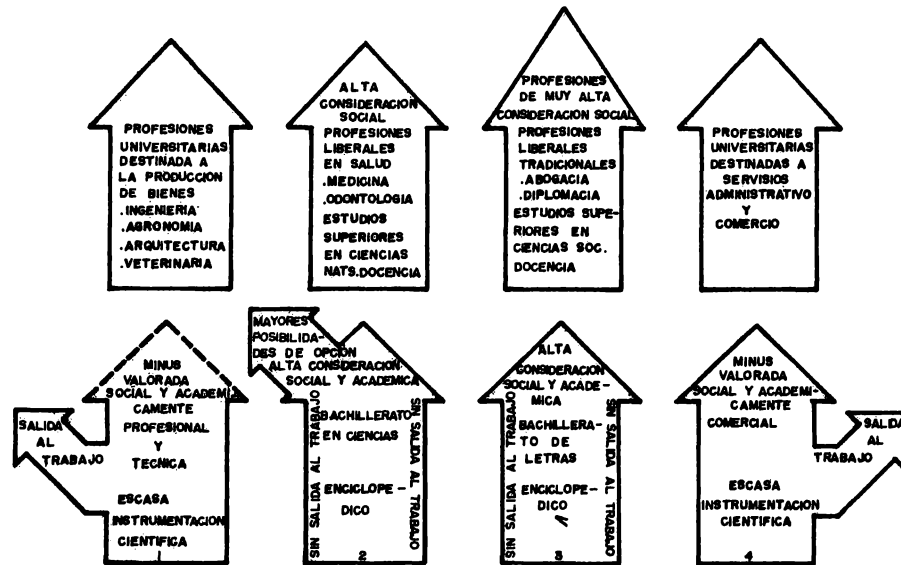 PROFESIONES
UNIVERSITARIAS
DESTINADA A
LA PRODUCCION
DE BIENES
.INGENIERIA
.AGRONOMIA
.ARQUITECTURA
.VETERINARIA
ALTA
CONSIDERACION
SOCIAL
PROFESIONES
LIBERALES
EN SALUD
.MEDICINA
.ODONTOLOGIA
ESTUDIOS
SUPERIORES
EN CIENCIAS
NATS.DOCENCIA
PROFESIONES
DE MUY ALTA
CONSIDERACION SOCIAL
PROFESIONES
LIBERALES
TRADICIONALES
.ABOGACIA
.DIPLOMACIA
ESTUDIOS SUPE-
RIORES EN
CIENCIAS SOC.
DOCENCIA
PROFESIONES
UNIVERSITARIAS
DESTINADAS A
SERVISIOS
ADMINISTRATIVO
Y
COMERCIO
MINUS
VALORADA
SOCIAL Y ACADEMI
CAMENTE
PROFESIONAL
Y
TECNICA
ESCASA
INSTRUMENTACION
CIENTIFICA
1
SALIDA
AL
TRABAJO
MAYORES
POSIBILIDA-
DES DE OPCION
ALTA CONSIDERACION
SOCIAL Y ACADEMICA
BACHILLERATO
EN CIENCIAS
ENCICLOPE-
DICO
2
SIN SALIDA AL TRABAJO
SIN SALIDA AL TRABAJO
ALTA
CONSIDERACION
SOCIAL Y ACADE-
MICA
BACHILLERA-
TO DE
LETRAS
ENCICLOPE-
DICO
3
SIN SALIDA AL TRABAJO
SIN SALIDA AL TRABAJO
MINUS
VALORADA
SOCIAL Y ACADEMI-
CAMENTE
COMERCIAL
ESCASA
INSTRUMENTACION
CIENTIFICA
4
SALIDA
AL
TRABAJO